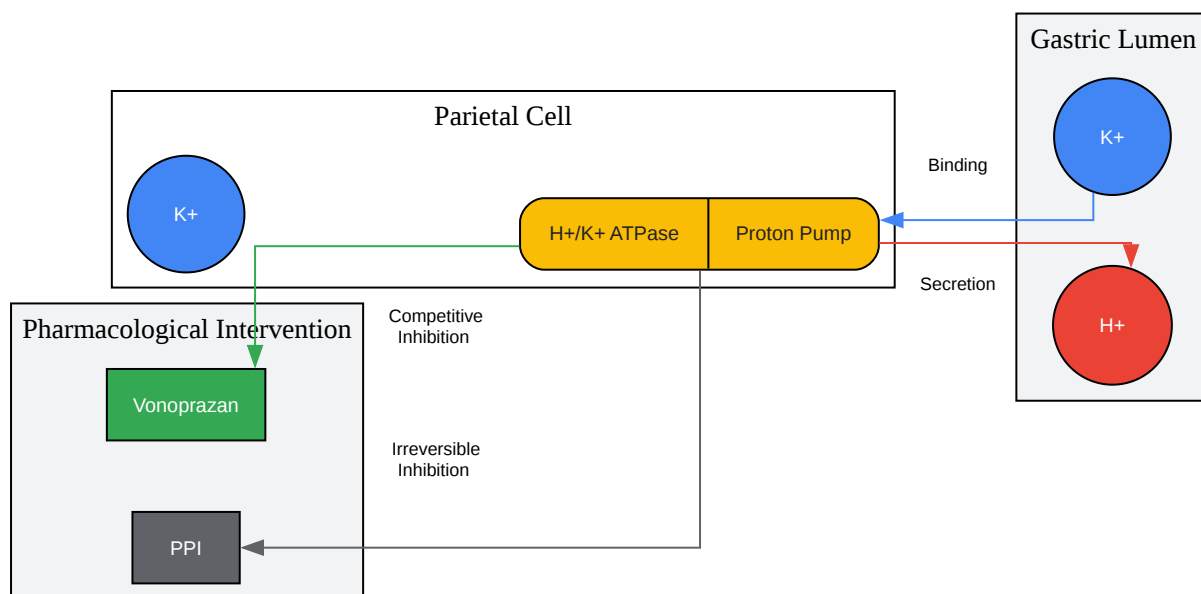 Gastric Lumen
K+
Parietal Cell
Binding
K+
H+/K+ ATPase
Proton Pump
Secretion
H+
Pharmacological Intervention
Competitive
Inhibition
Vonoprazan
Irreversible
Inhibition
PPI